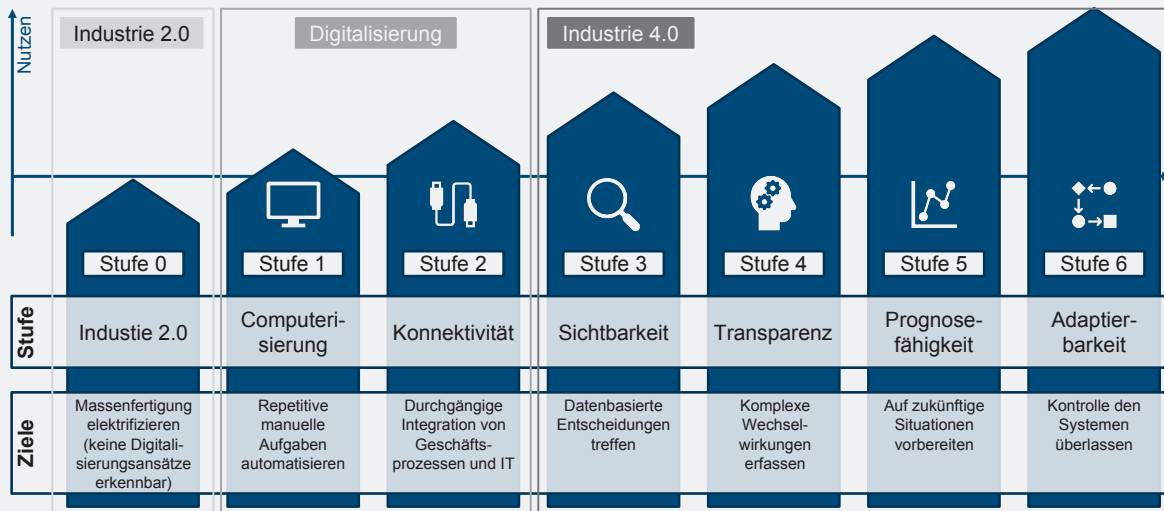 Nutzen
Industrie 2.0
Digitalisierung
Industrie 4.0
Stufe 0
Stufe 1
Stufe 2
Stufe 3
Stufe 4
Stufe 5
Stufe 6
Stufe
Industie 2.0
Computeri-
sierung
Konnektivität
Sichtbarkeit
Transparenz
Prognose-
fähigkeit
Adaptier-
barkeit
Ziele
Massenfertigung
elektrifizieren
(keine Digitali-
sierungsansätze
erkennbar)
Repetitive
manuelle
Aufgaben
automatisieren
Durchgängige
Integration von
Geschäfts-
prozessen und IT
Datenbasierte
Entscheidungen
treffen
Komplexe
Wechsel-
wirkungen
erfassen
Auf zukünftige
Situationen
vorbereiten
Kontrolle den
Systemen
überlassen